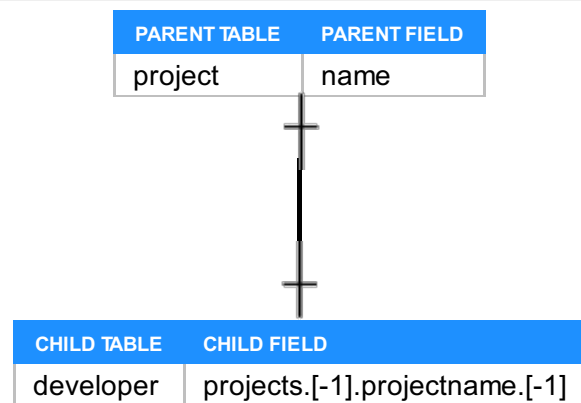 PARENT TABLE PARENT FIELD
project name
CHILD TABLE CHILD FIELD
developer projects.[-1].projectname.[-1]